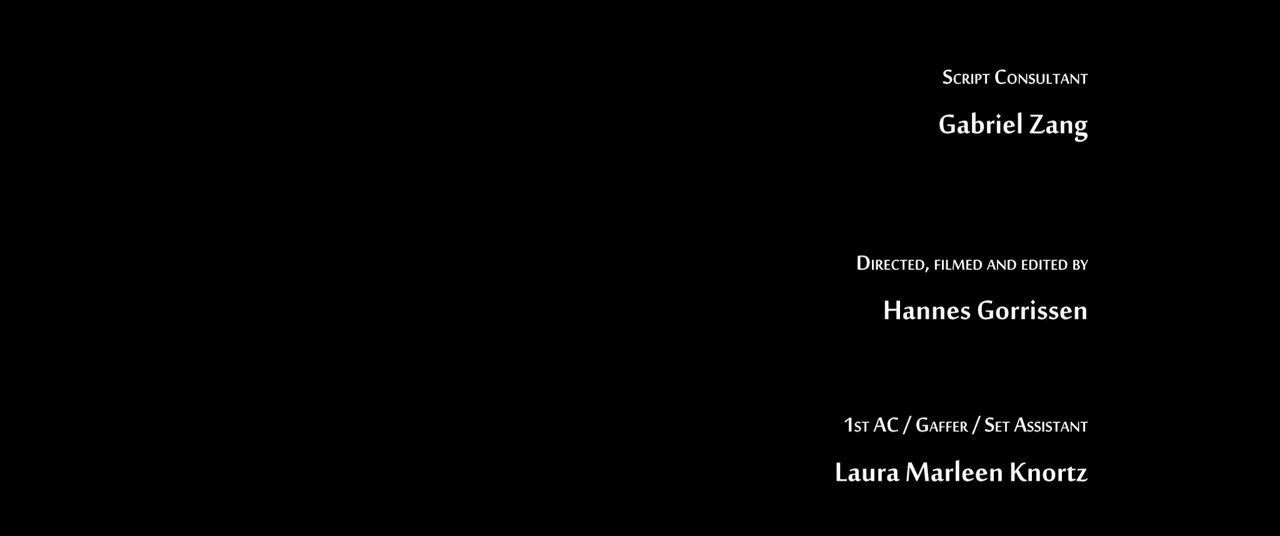 Script Consultant
Gabriel Zang
Directed, filmed and edited by
Hannes Gorrissen
1st AC / Gaffer / Set Assistant
Laura Marleen Knortz